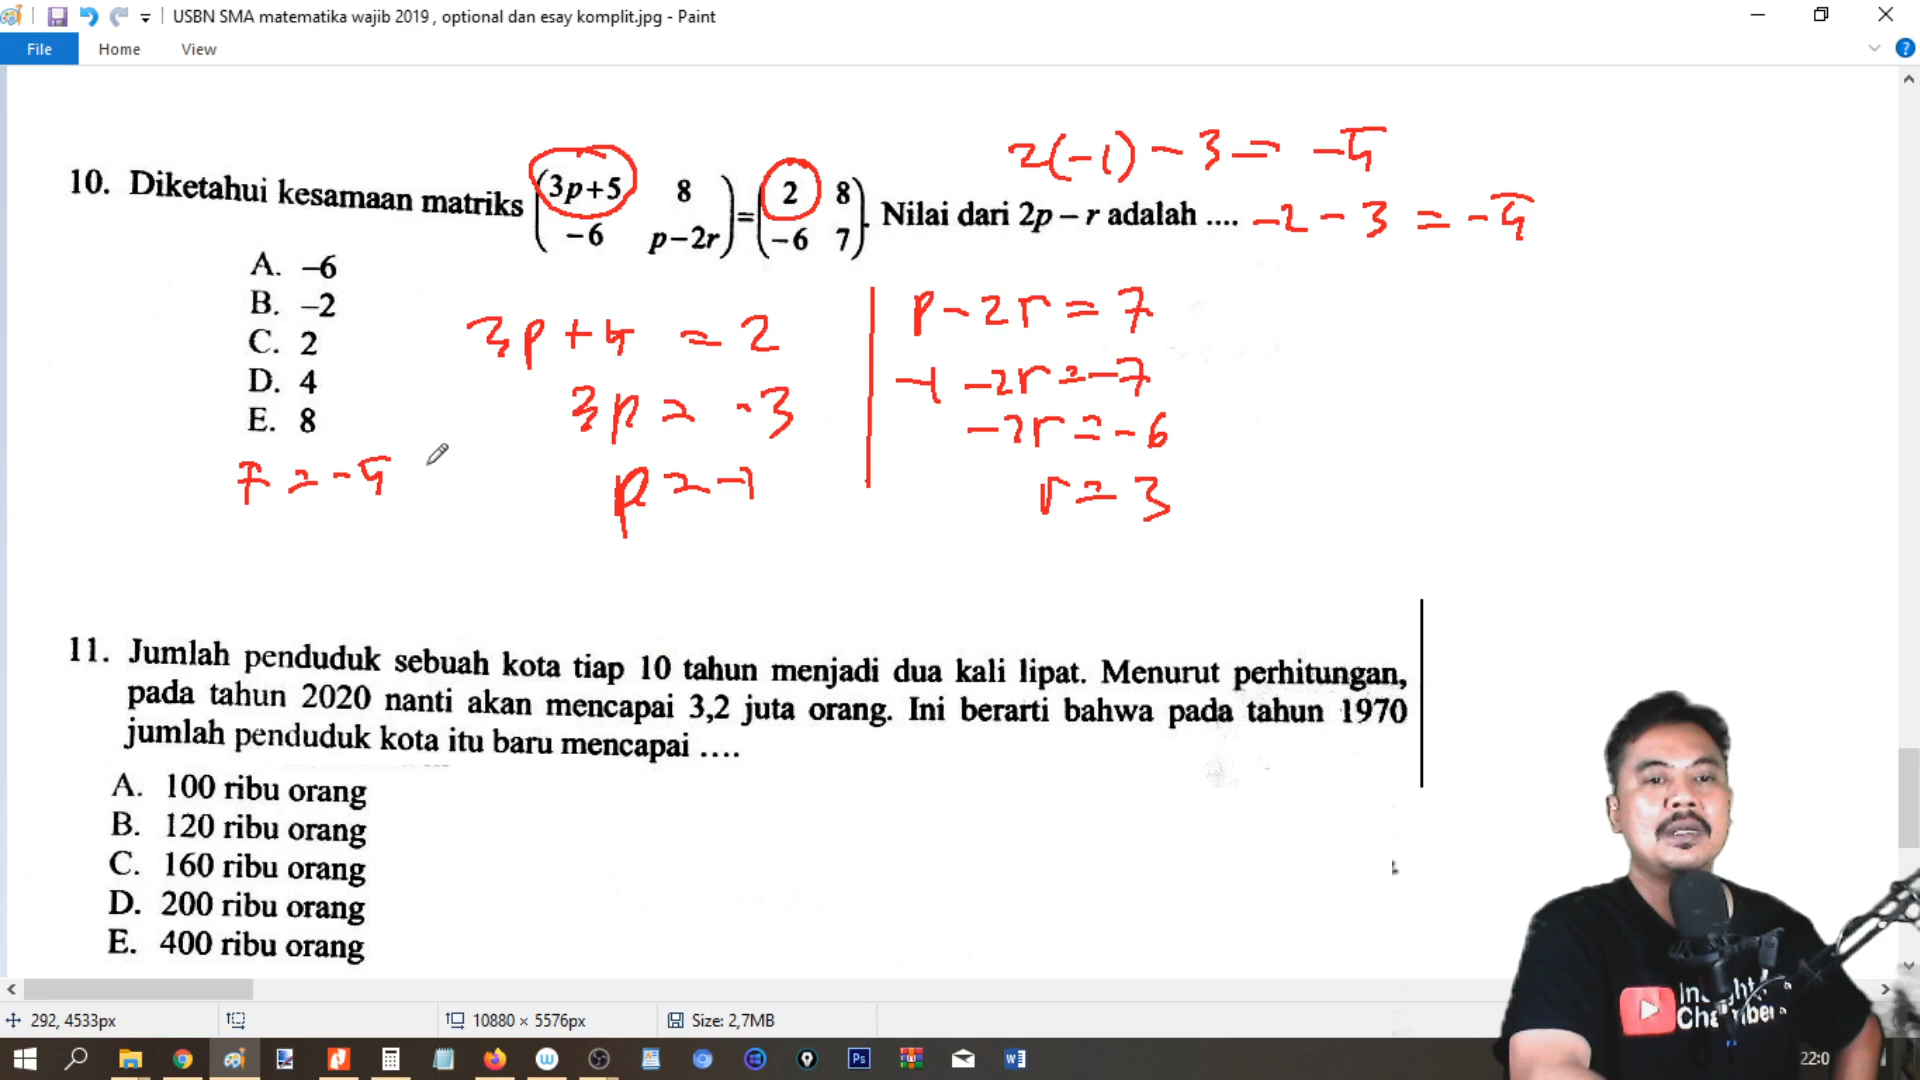 USBN SMA matematika wajib 2019 , optional dan esay komplit.jpg - Paint
File Home View
10. Diketahui kesamaan matriks (3p+5 8 -6 p-2r) = (2 8 -6 7). Nilai dari 2p – r adalah ....
2(-1) - 3 = -5
-2 - 3 = -5
A. –6
B. –2
C. 2
D. 4
E. 8
F = -5
3p + 5 = 2
3p = -3
p = -1
p - 2r = 7
-1 -2r = -7
-2r = -6
r = 3
11. Jumlah penduduk sebuah kota tiap 10 tahun menjadi dua kali lipat. Menurut perhitungan,
pada tahun 2020 nanti akan mencapai 3,2 juta orang. Ini berarti bahwa pada tahun 1970
jumlah penduduk kota itu baru mencapai ....
A. 100 ribu orang
B. 120 ribu orang
C. 160 ribu orang
D. 200 ribu orang
E. 400 ribu orang
292, 4533px
10880 × 5576px
Size: 2,7MB
Ps
22:0